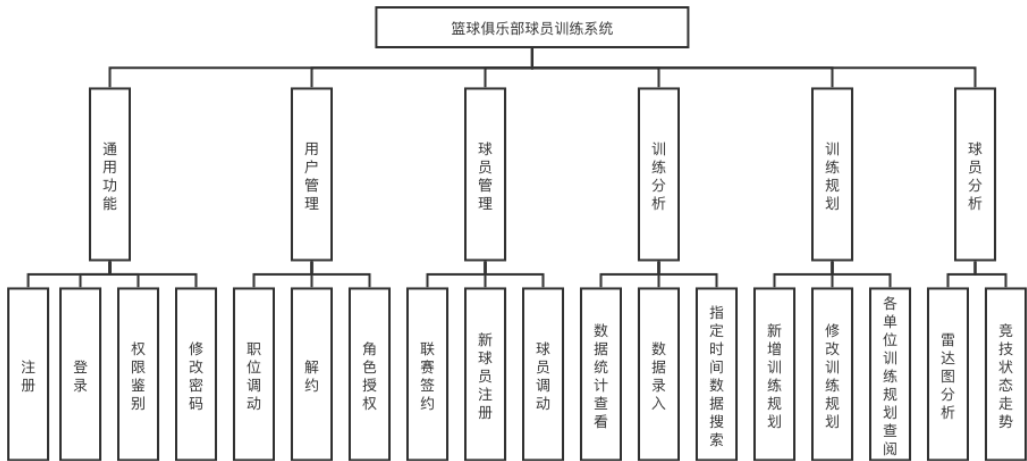 篮球俱乐部球员训练系统
通用功能
用户管理
球员管理
训练分析
训练规划
球员分析
注册
登录
权限鉴别
修改密码
职位调动
解约
角色授权
联赛签约
新球员注册
球员调动
数据统计查看
数据录入
指定时间数据搜索
新增训练规划
修改训练规划
各单位训练规划查阅
雷达图分析
竞技状态走势